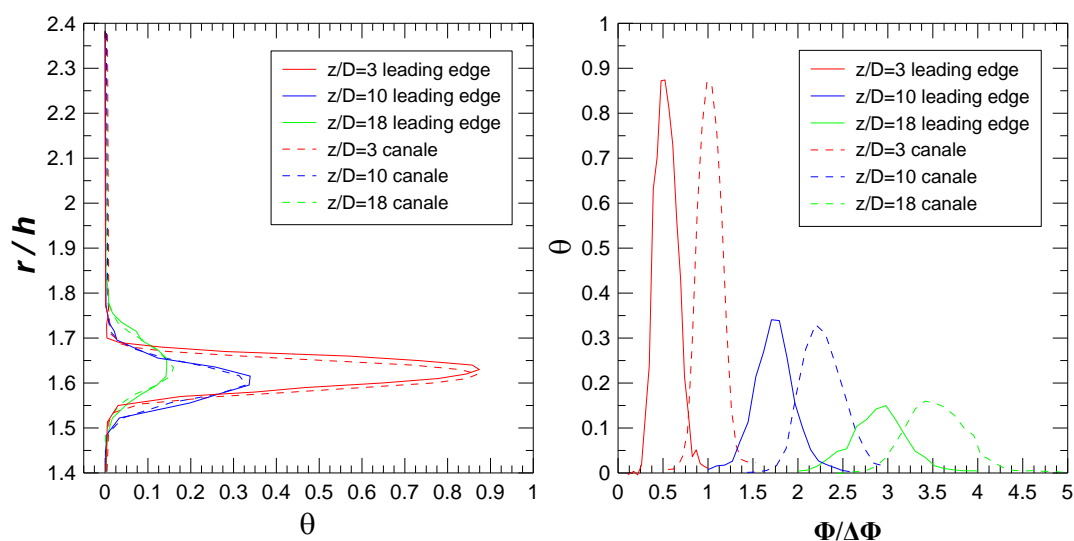 2.4
2.3
2.2
2.1
2
1.9
1.8
1.7
1.6
1.5
1.4
r / h
0 0.1 0.2 0.3 0.4 0.5 0.6 0.7 0.8 0.9 1
θ
z/D=3 leading edge
z/D=10 leading edge
z/D=18 leading edge
z/D=3 canale
z/D=10 canale
z/D=18 canale
1
0.9
0.8
0.7
0.6
0.5
0.4
0.3
0.2
0.1
0
θ
0 0.5 1 1.5 2 2.5 3 3.5 4 4.5 5
Φ/ΔΦ
z/D=3 leading edge
z/D=10 leading edge
z/D=18 leading edge
z/D=3 canale
z/D=10 canale
z/D=18 canale